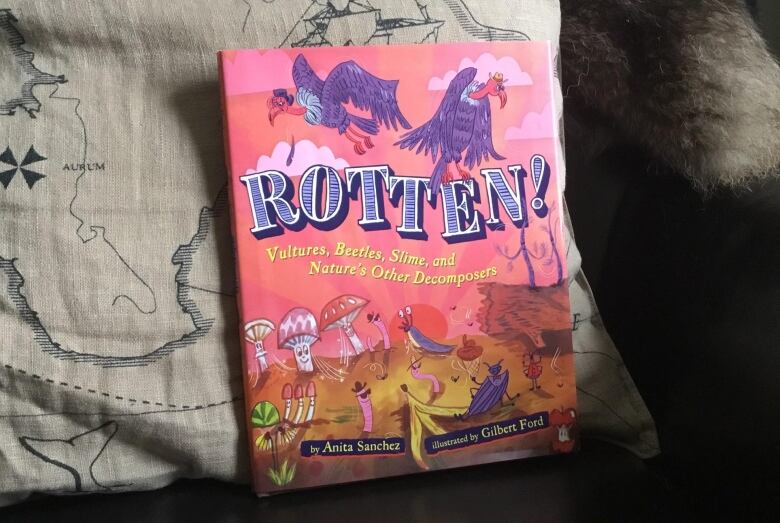 AURUM
ROTTEN!
Vultures, Beetles, Slime, and
Nature's Other Decomposers
by Anita Sanchez
illustrated by Gilbert Ford